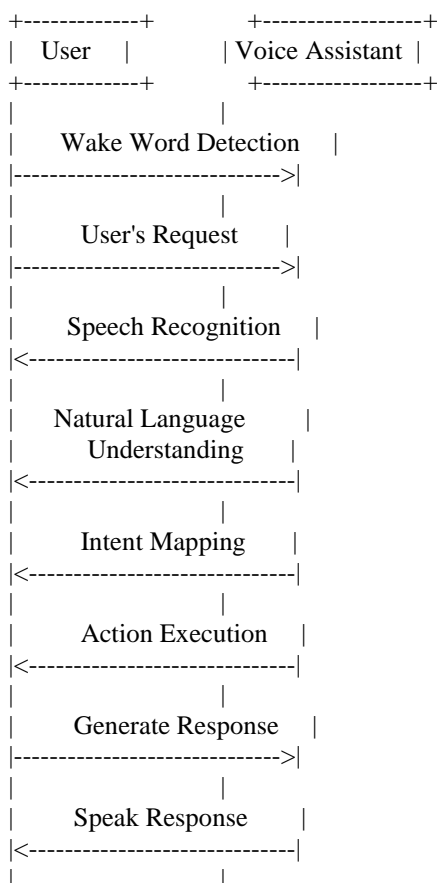 +-------------+ +------------------+
| User | | Voice Assistant |
+-------------+ +------------------+
| |
| Wake Word Detection |
|------------------------------>|
| |
| User's Request |
|------------------------------>|
| |
| Speech Recognition |
|<------------------------------|
| |
| Natural Language |
| Understanding |
|<------------------------------|
| |
| Intent Mapping |
|<------------------------------|
| |
| Action Execution |
|<------------------------------|
| |
| Generate Response |
|------------------------------>|
| |
| Speak Response |
|<------------------------------|
| |